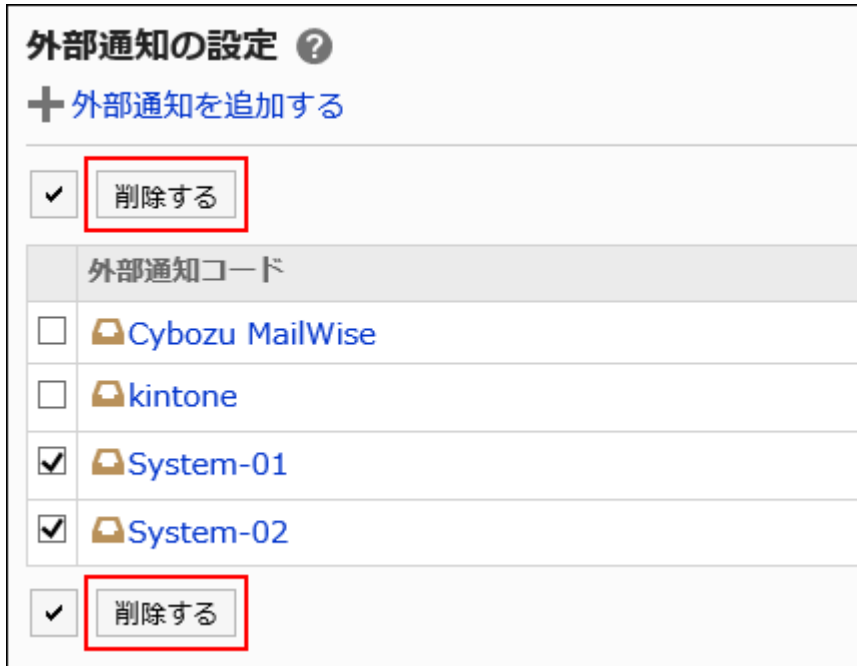 外部通知の設定
外部通知を追加する
削除する
外部通知コード
Cybozu MailWise
kintone
System-01
System-02
削除する